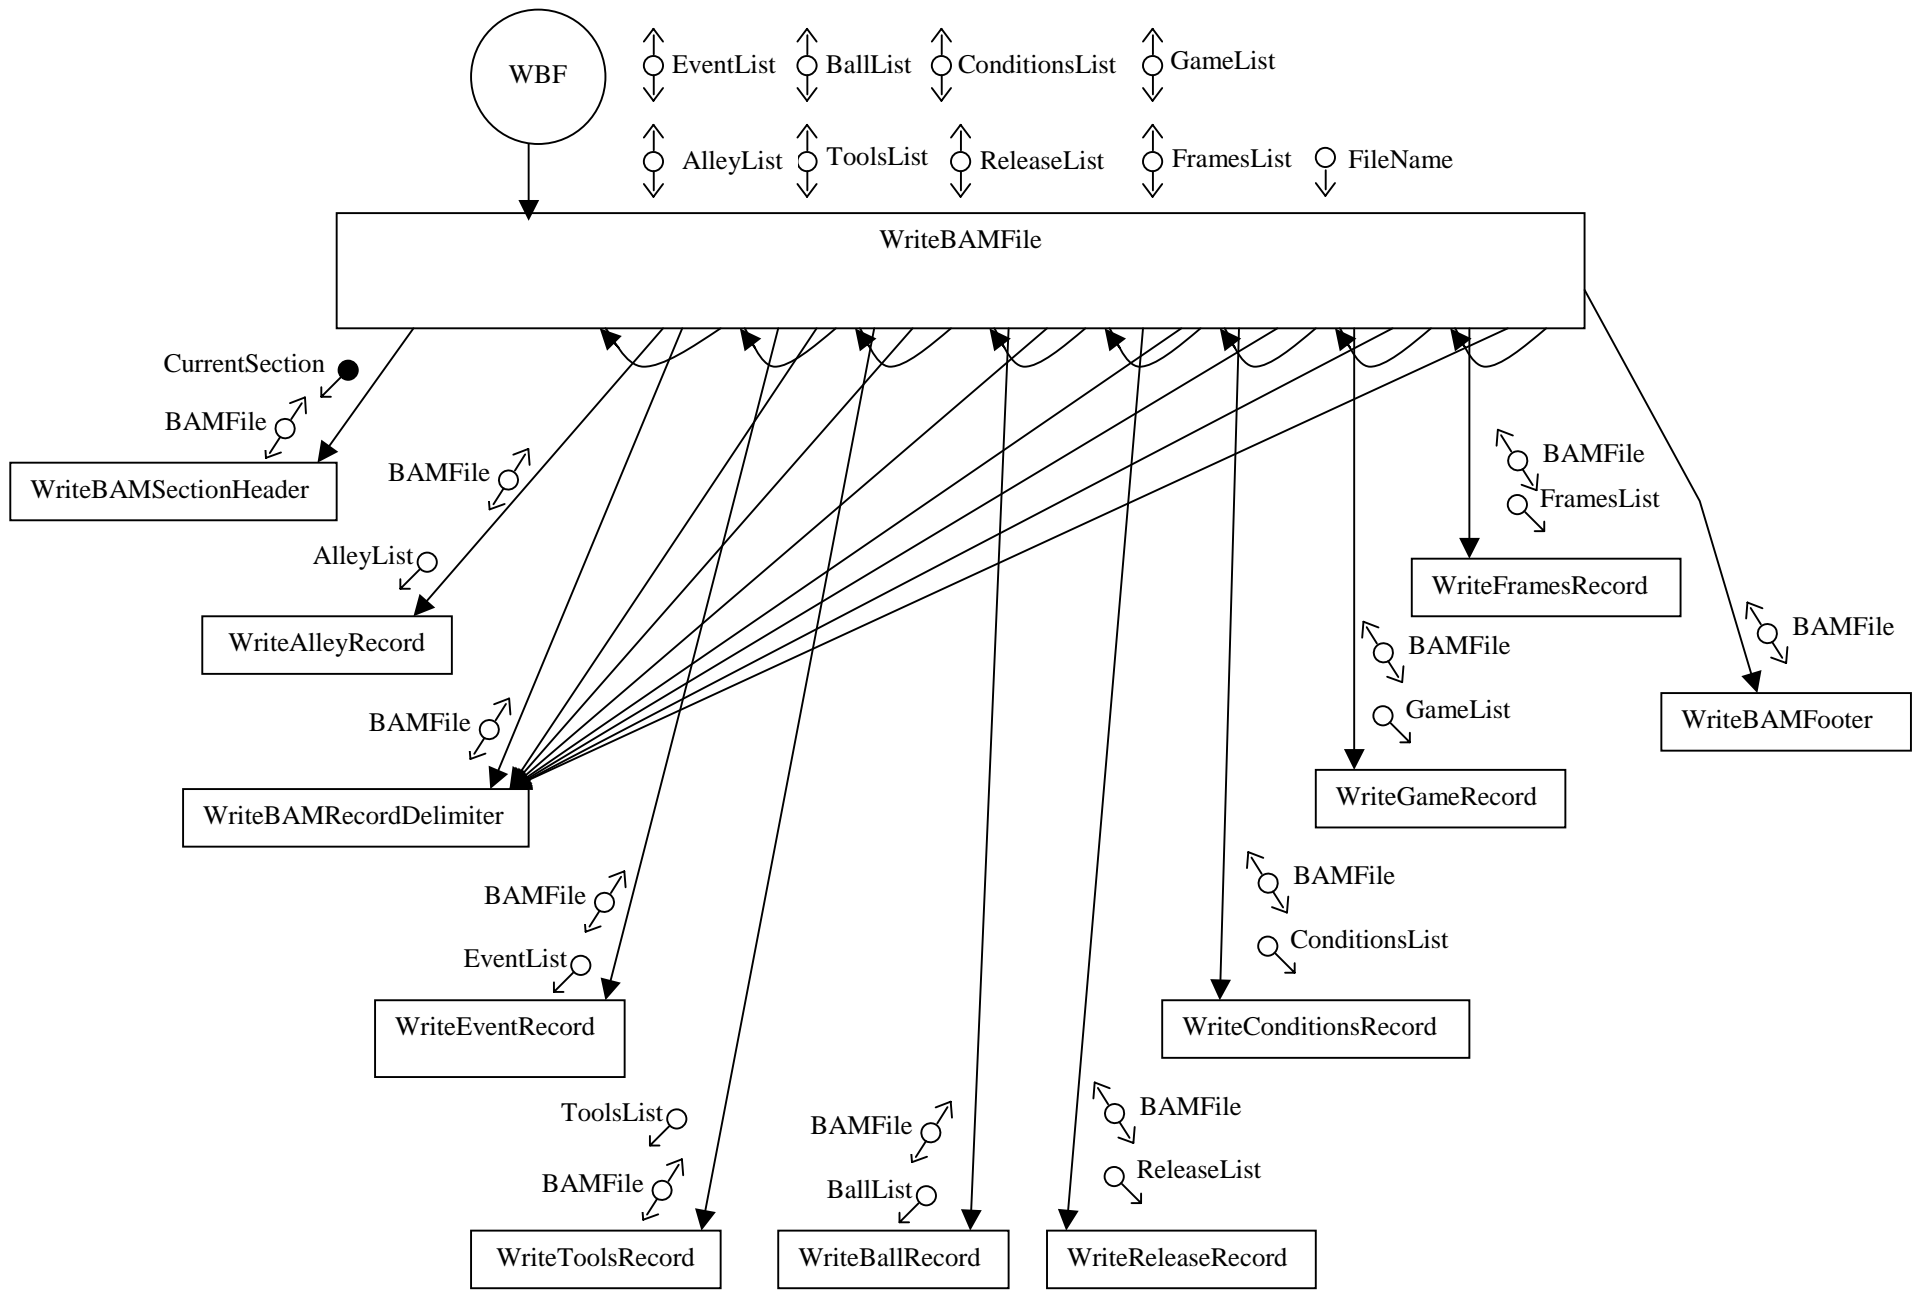 WBF
EventList
BallList
ConditionsList
GameList
AlleyList
ToolsList
ReleaseList
FramesList
FileName
WriteBAMFile
CurrentSection
BAMFile
WriteBAMSectionHeader
BAMFile
AlleyList
WriteAlleyRecord
BAMFile
WriteBAMRecordDelimiter
BAMFile
EventList
WriteEventRecord
ToolsList
BAMFile
WriteToolsRecord
BAMFile
BallList
WriteBallRecord
BAMFile
ReleaseList
WriteReleaseRecord
BAMFile
ConditionsList
WriteConditionsRecord
BAMFile
GameList
WriteGameRecord
BAMFile
FramesList
WriteFramesRecord
BAMFile
WriteBAMFooter